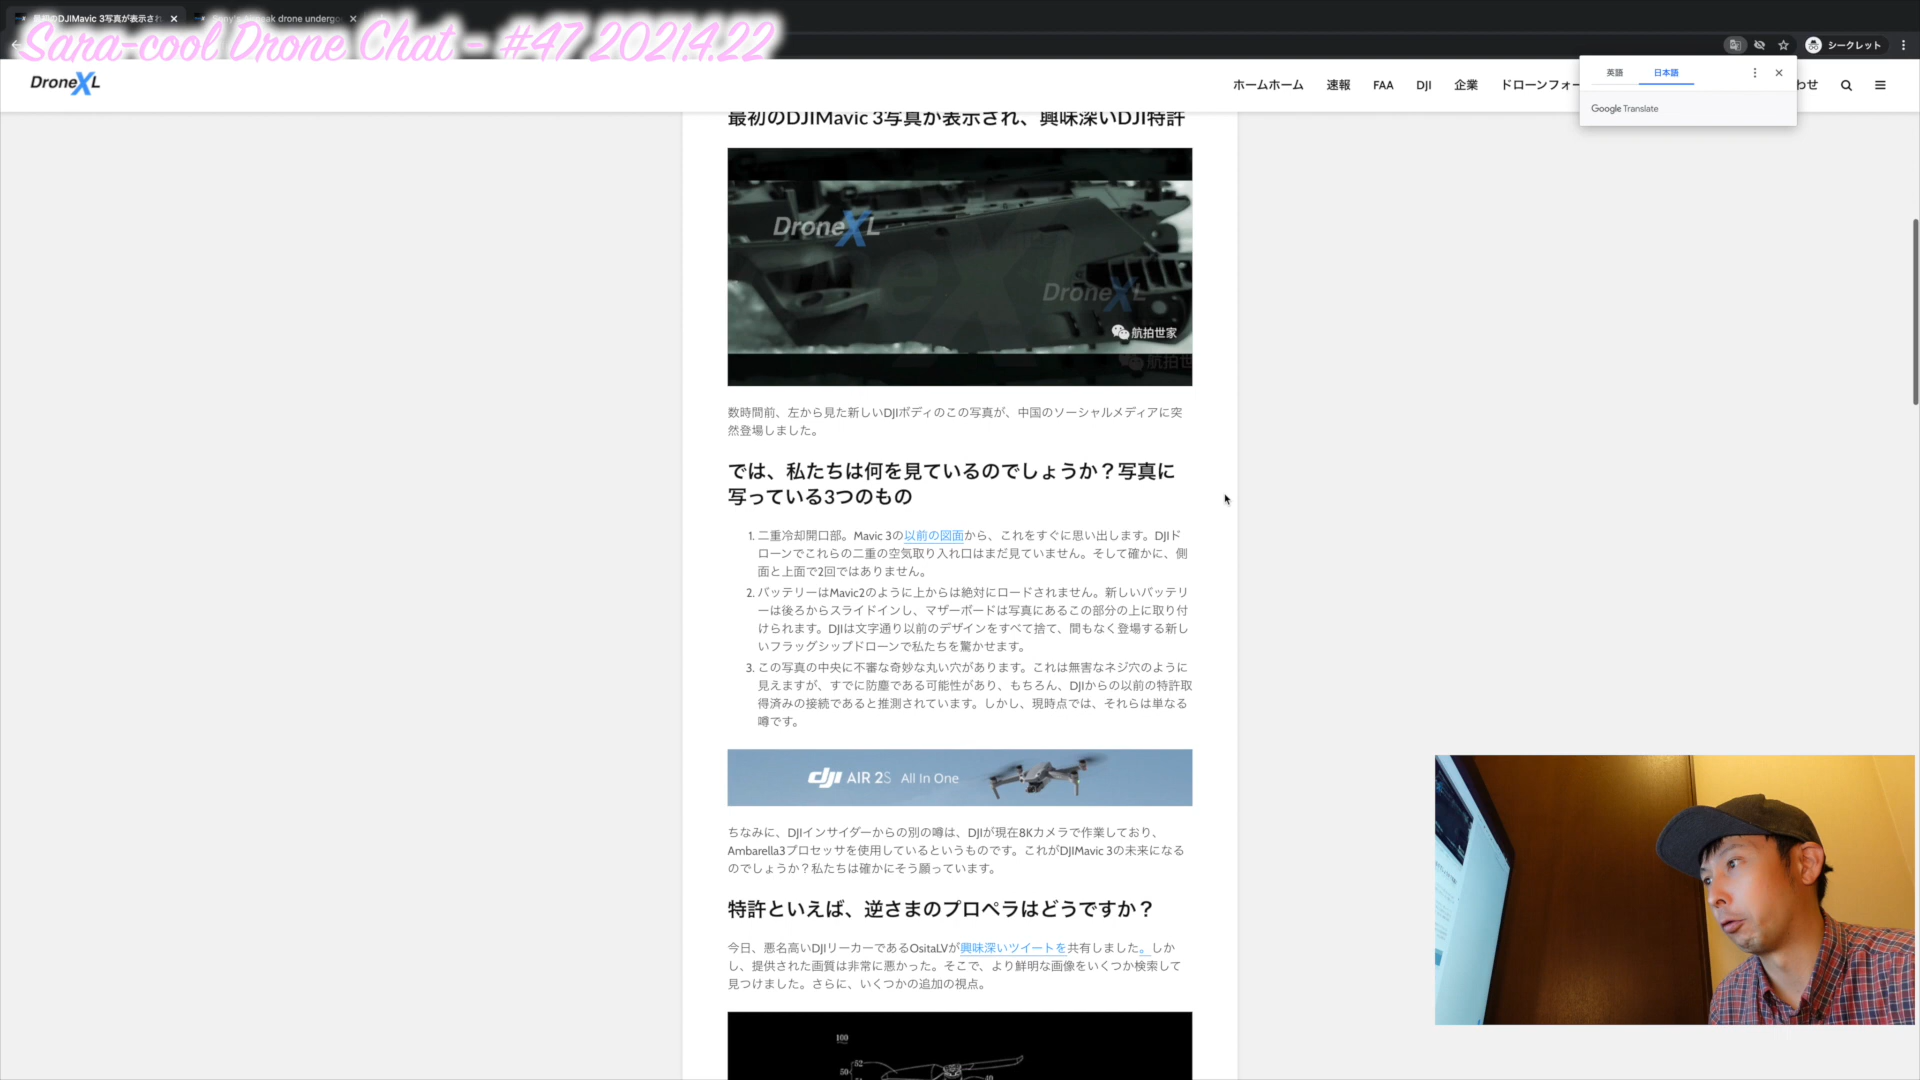 最初のDJIMavic 3写真が表示され
Sony's Airpeak drone undergo
Sara-cool Drone Chat - #47 2021.4.22
シークレット
DroneXL
ホームホーム
速報
FAA
DJI
企業
ドローンフォー
わせ
英語
日本語
Google Translate
最初のDJIMavic 3写真が表示され、興味深いDJI特許
DroneXL
DroneXL
航拍世家
航拍世
数時間前、左から見た新しいDJIボディのこの写真が、中国のソーシャルメディアに突
然登場しました。
では、私たちは何を見ているのでしょうか？写真に
写っている3つのもの
1. 二重冷却開口部。Mavic 3の以前の図面から、これをすぐに思い出します。DJIド
ローンでこれらの二重の空気取り入れ口はまだ見ていません。そして確かに、側
面と上面で2回ではありません。
2. バッテリーはMavic2のように上からは絶対にロードされません。新しいバッテリ
ーは後ろからスライドインし、マザーボードは写真にあるこの部分の上に取り付
けられます。DJIは文字通り以前のデザインをすべて捨て、間もなく登場する新し
いフラッグシップドローンで私たちを驚かせます。
3. この写真の中央に不審な奇妙な丸い穴があります。これは無害なネジ穴のように
見えますが、すでに防塵である可能性があり、もちろん、DJIからの以前の特許取
得済みの接続であると推測されています。しかし、現時点では、それらは単なる
噂です。
dji AIR 2S All In One
ちなみに、DJIインサイダーからの別の噂は、DJIが現在8Kカメラで作業しており、
Ambarella3プロセッサを使用しているというものです。これがDJIMavic 3の未来になる
のでしょうか？私たちは確かにそう願っています。
特許といえば、逆さまのプロペラはどうですか？
今日、悪名高いDJIリーカーであるOsitaLVが興味深いツイートを共有しました。しか
し、提供された画質は非常に悪かった。そこで、より鮮明な画像をいくつか検索して
見つけました。さらに、いくつかの追加の視点。
100
52
50
40